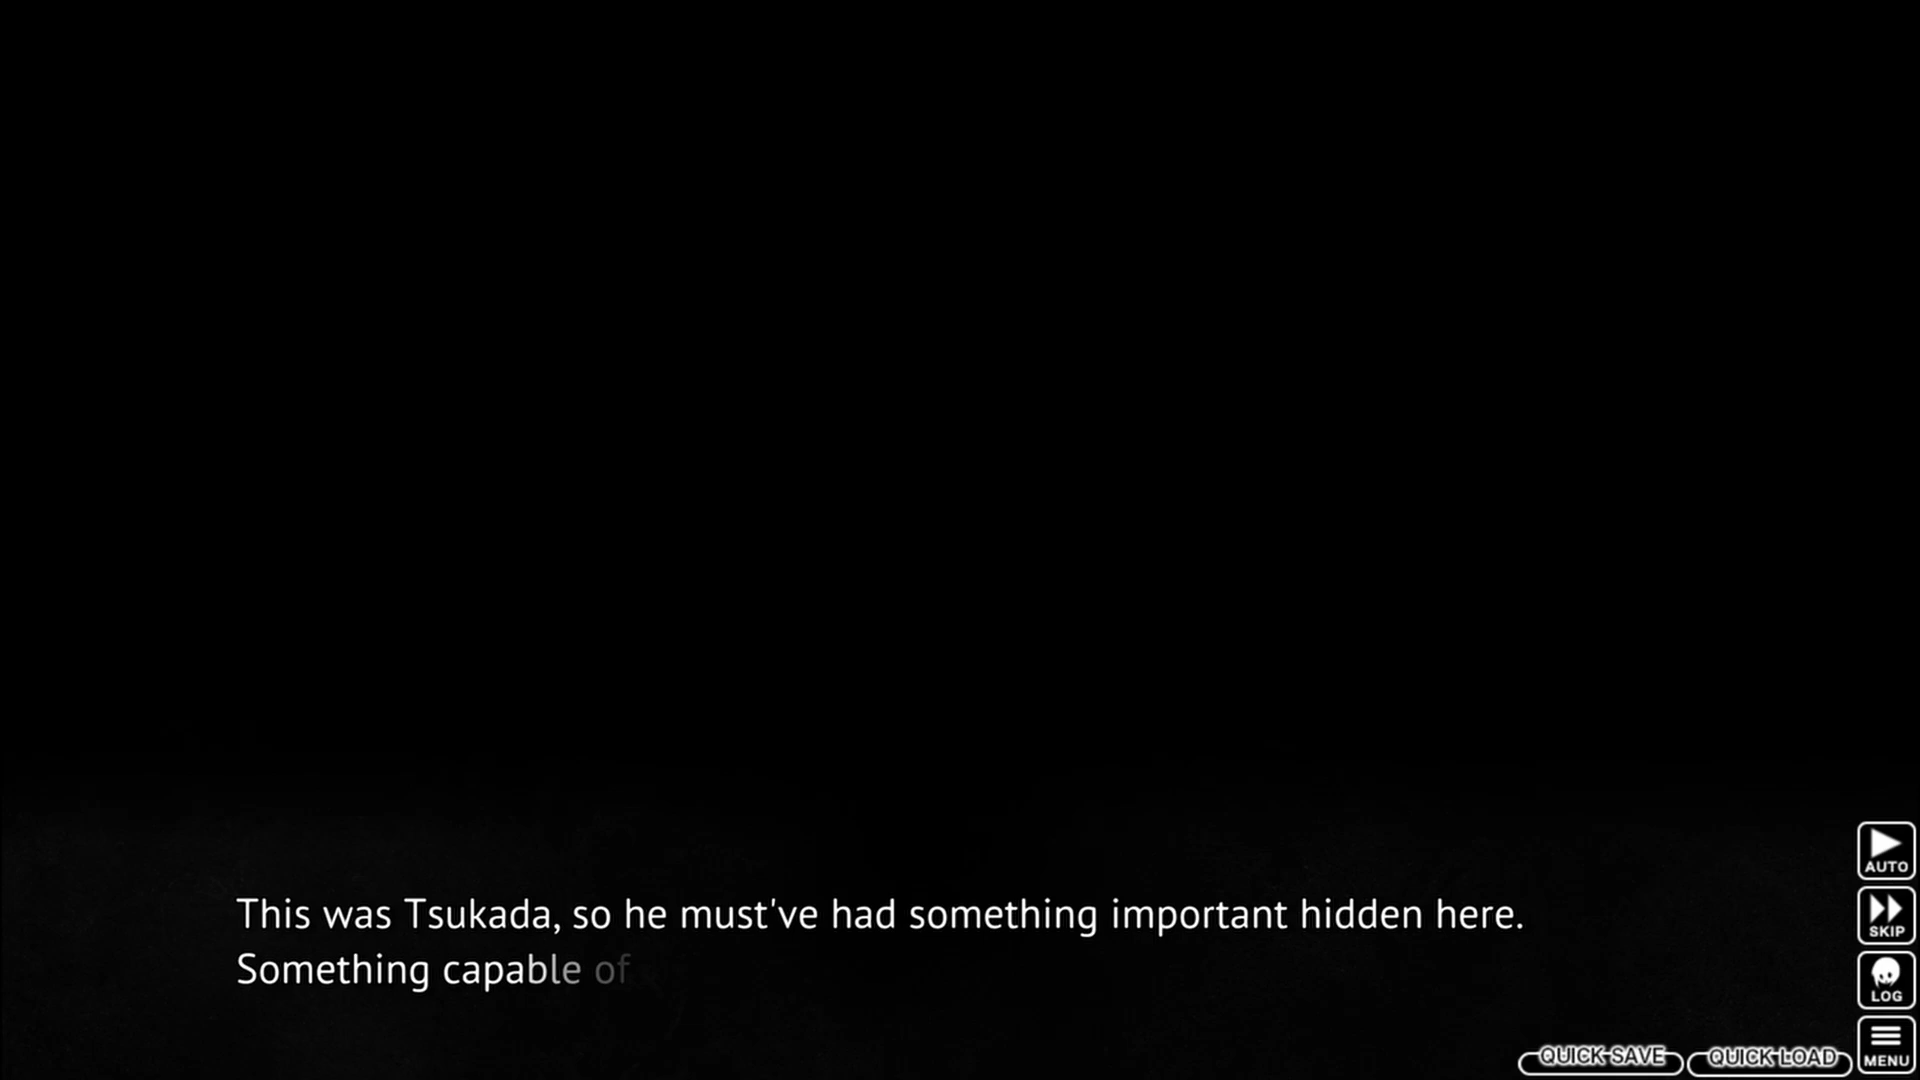 This was Tsukada, so he must've had something important hidden here.
Something capable of
AUTO
SKIP
LOG
MENU
QUICK SAVE
QUICK LOAD